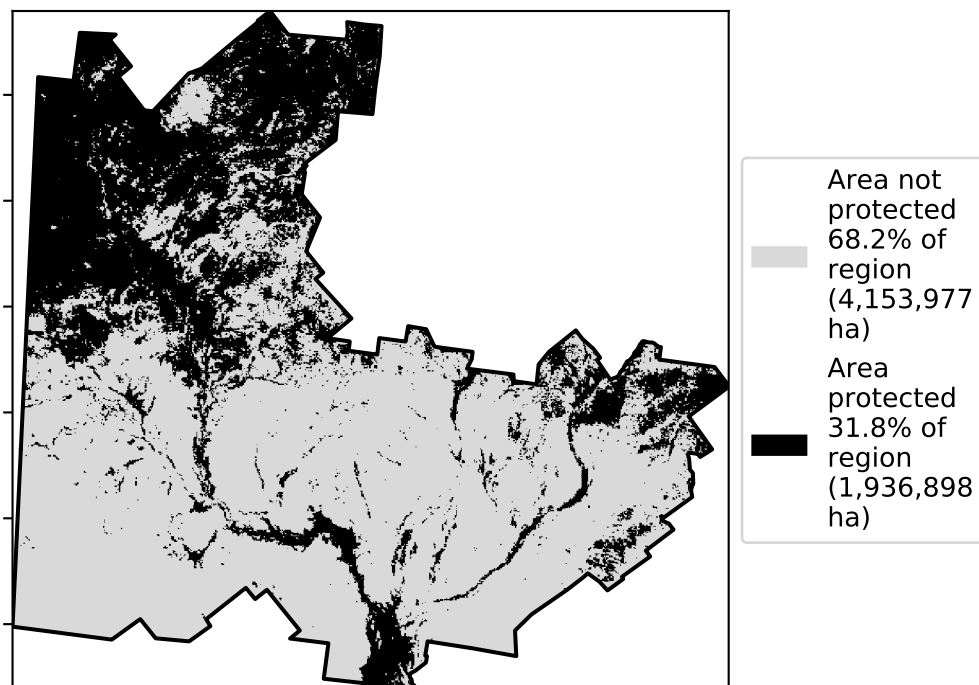 Area not
protected
68.2% of
region
(4,153,977
ha)
Area
protected
31.8% of
region
(1,936,898
ha)